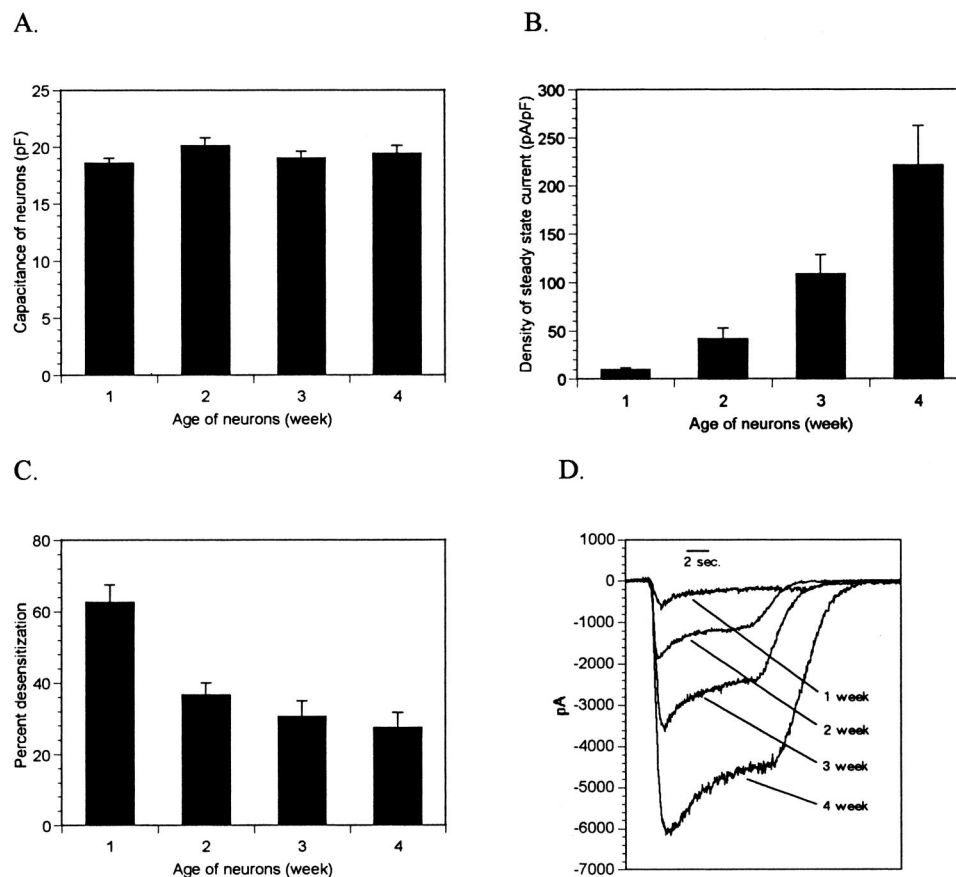 A.
B.
25
20
15
10
5
0
Capacitance of neurons (pF)
1 2 3 4
Age of neurons (week)
300
250
200
150
100
50
0
Density of steady state current (pA/pF)
1 2 3 4
Age of neurons (week)
C.
D.
80
60
40
20
0
Percent desensitization
1 2 3 4
Age of neurons (week)
1000
0
-1000
-2000
-3000
-4000
-5000
-6000
-7000
pA
2 sec.
1 week
2 week
3 week
4 week